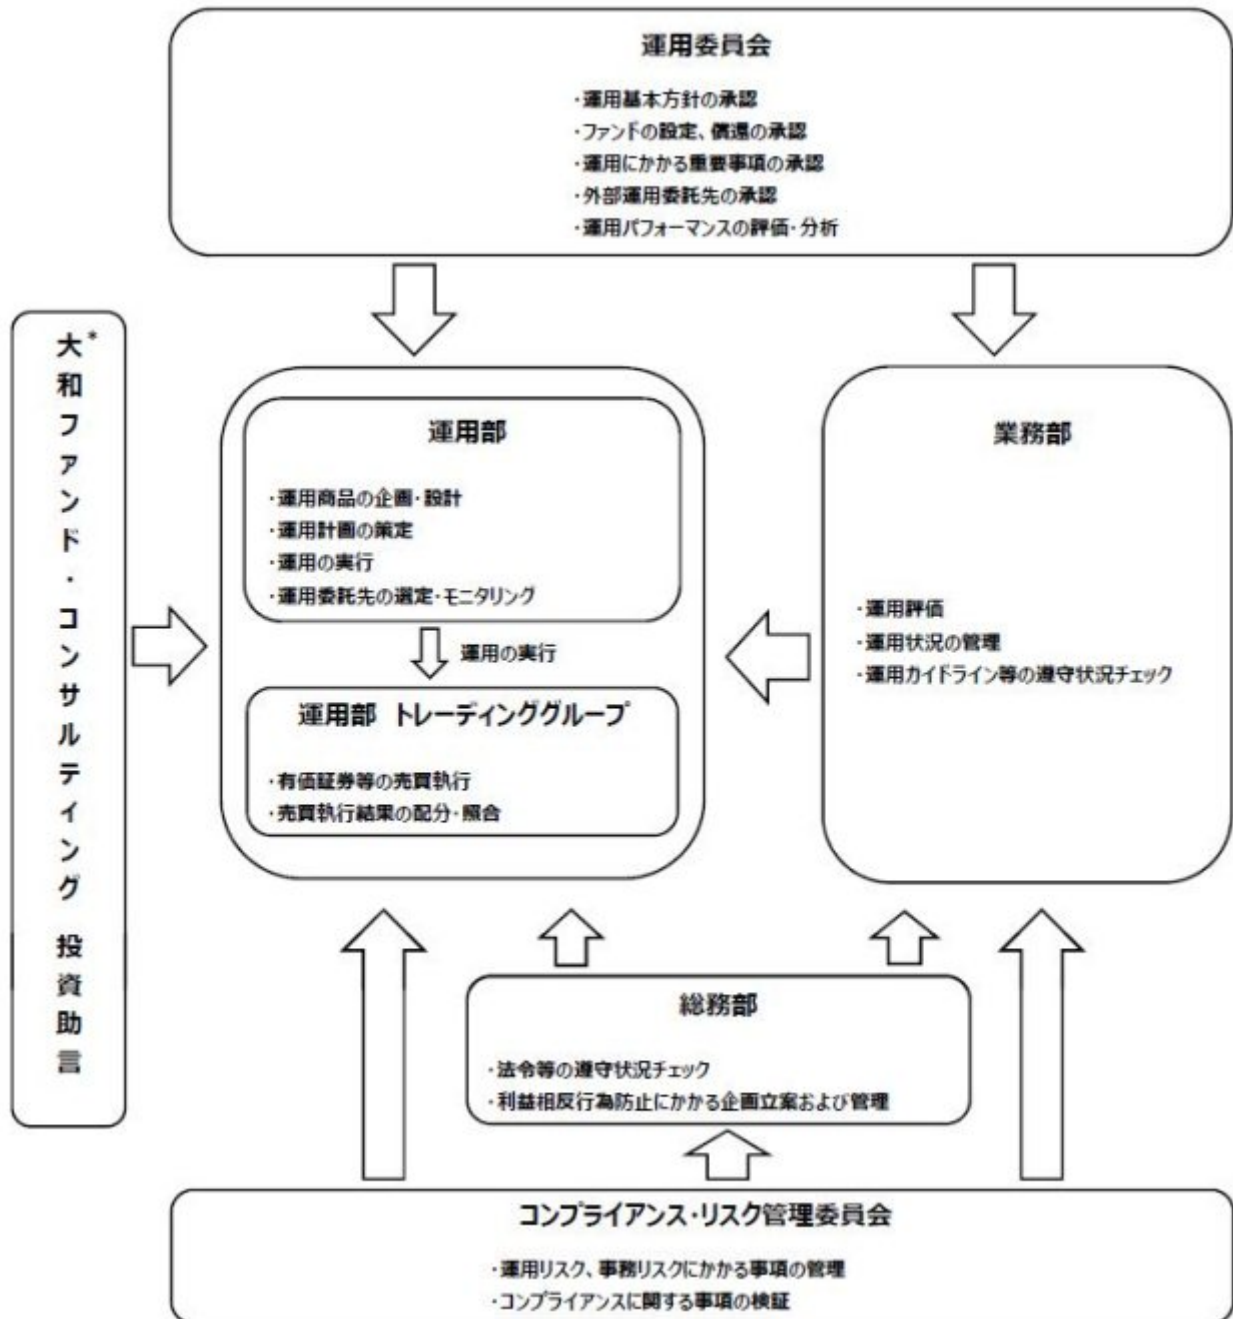 運用委員会
・運用基本方針の承認
・ファンドの設定、償還の承認
・運用にかかる重要事項の承認
・外部運用委託先の承認
・運用パフォーマンスの評価・分析
大和ファンド・コンサルティング 投資助言
*
運用部
・運用商品の企画・設計
・運用計画の策定
・運用の実行
・運用委託先の選定・モニタリング
運用の実行
運用部 トレーディンググループ
・有価証券等の売買執行
・売買執行結果の配分・照合
業務部
・運用評価
・運用状況の管理
・運用ガイドライン等の遵守状況チェック
総務部
・法令等の遵守状況チェック
・利益相反行為防止にかかる企画立案および管理
コンプライアンス・リスク管理委員会
・運用リスク、事務リスクにかかる事項の管理
・コンプライアンスに関する事項の検証